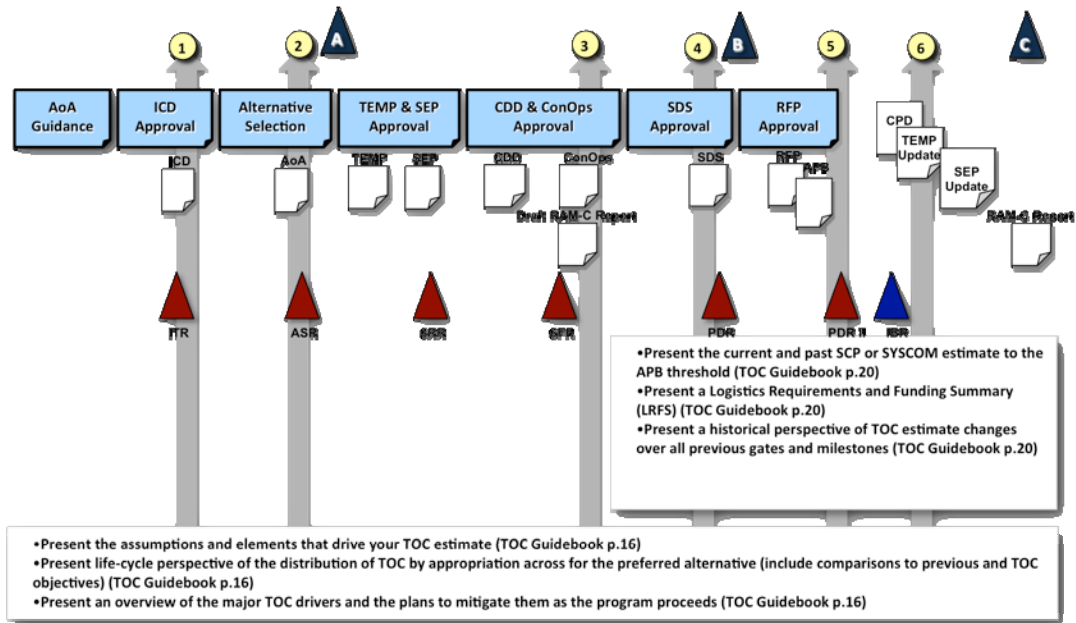 1
2
A
3
4
B
5
6
C
AoA
Guidance
ICD
Approval
Alternative
Selection
TEMP & SEP
Approval
CDD & ConOps
Approval
SDS
Approval
RFP
Approval
CPD
TEMP
Update
SEP
Update
ICD
AoA
TEMP
SEP
CDD
ConOps
SDS
RFP
APB
Draft RAM-C Report
RAM-C Report
ITR
ASR
SRR
SFR
PDR
PDR II
IBR
•Present the current and past SCP or SYSCOM estimate to the
APB threshold (TOC Guidebook p.20)
•Present a Logistics Requirements and Funding Summary
(LRFS) (TOC Guidebook p.20)
•Present a historical perspective of TOC estimate changes
over all previous gates and milestones (TOC Guidebook p.20)
•Present the assumptions and elements that drive your TOC estimate (TOC Guidebook p.16)
•Present life-cycle perspective of the distribution of TOC by appropriation across for the preferred alternative (include comparisons to previous and TOC
objectives) (TOC Guidebook p.16)
•Present an overview of the major TOC drivers and the plans to mitigate them as the program proceeds (TOC Guidebook p.16)